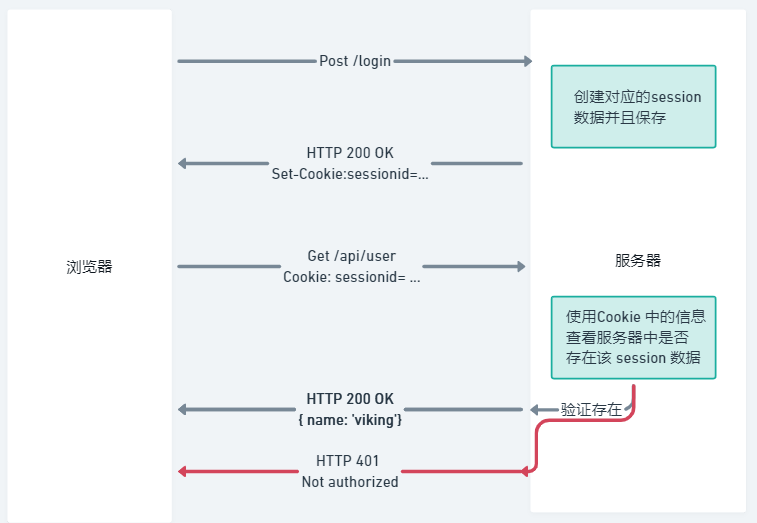 Post /login
创建对应的session
数据并且保存
HTTP 200 OK
Set-Cookie:sessionid=...
浏览器
Get /api/user
Cookie: sessionid= ...
服务器
使用Cookie 中的信息
查看服务器中是否
存在该 session 数据
HTTP 200 OK
{ name: 'viking'}
验证存在
HTTP 401
Not authorized